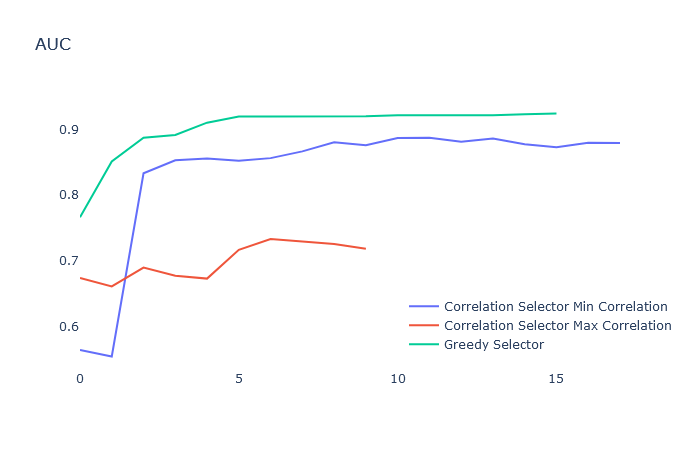 AUC
0.9
0.8
0.7
0.6
0
5
10
15
Correlation Selector Min Correlation
Correlation Selector Max Correlation
Greedy Selector